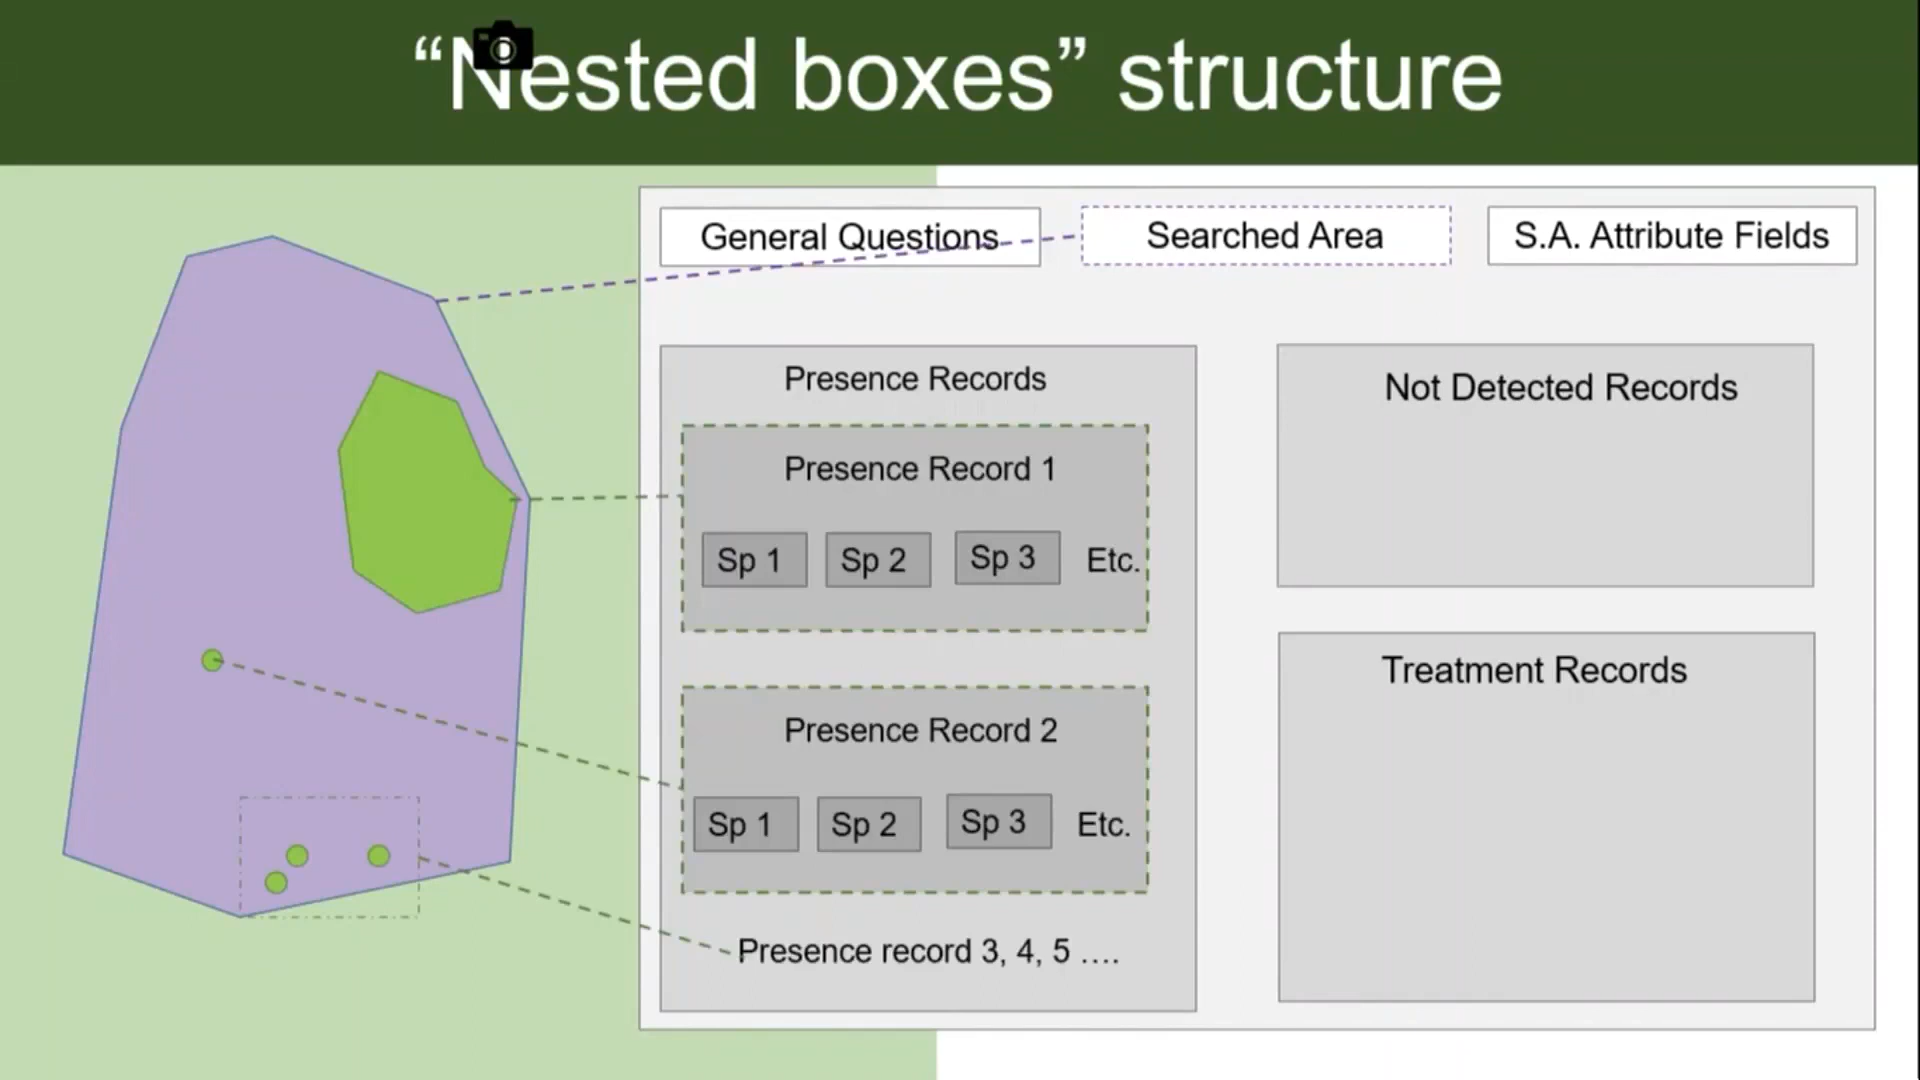 “Nested boxes” structure
General Questions
Searched Area
S.A. Attribute Fields
Presence Records
Presence Record 1
Sp 1
Sp 2
Sp 3
Etc.
Presence Record 2
Sp 1
Sp 2
Sp 3
Etc.
Presence record 3, 4, 5 ....
Not Detected Records
Treatment Records